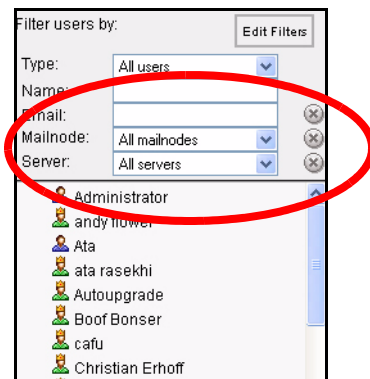 Filter users by:
Edit Filters
Type: All users
Name:
Email:
Mailnode: All mailnodes
Server: All servers
Administrator
andy flower
Ata
ata rasekhi
Autoupgrade
Boof Bonser
cafu
Christian Erhoff